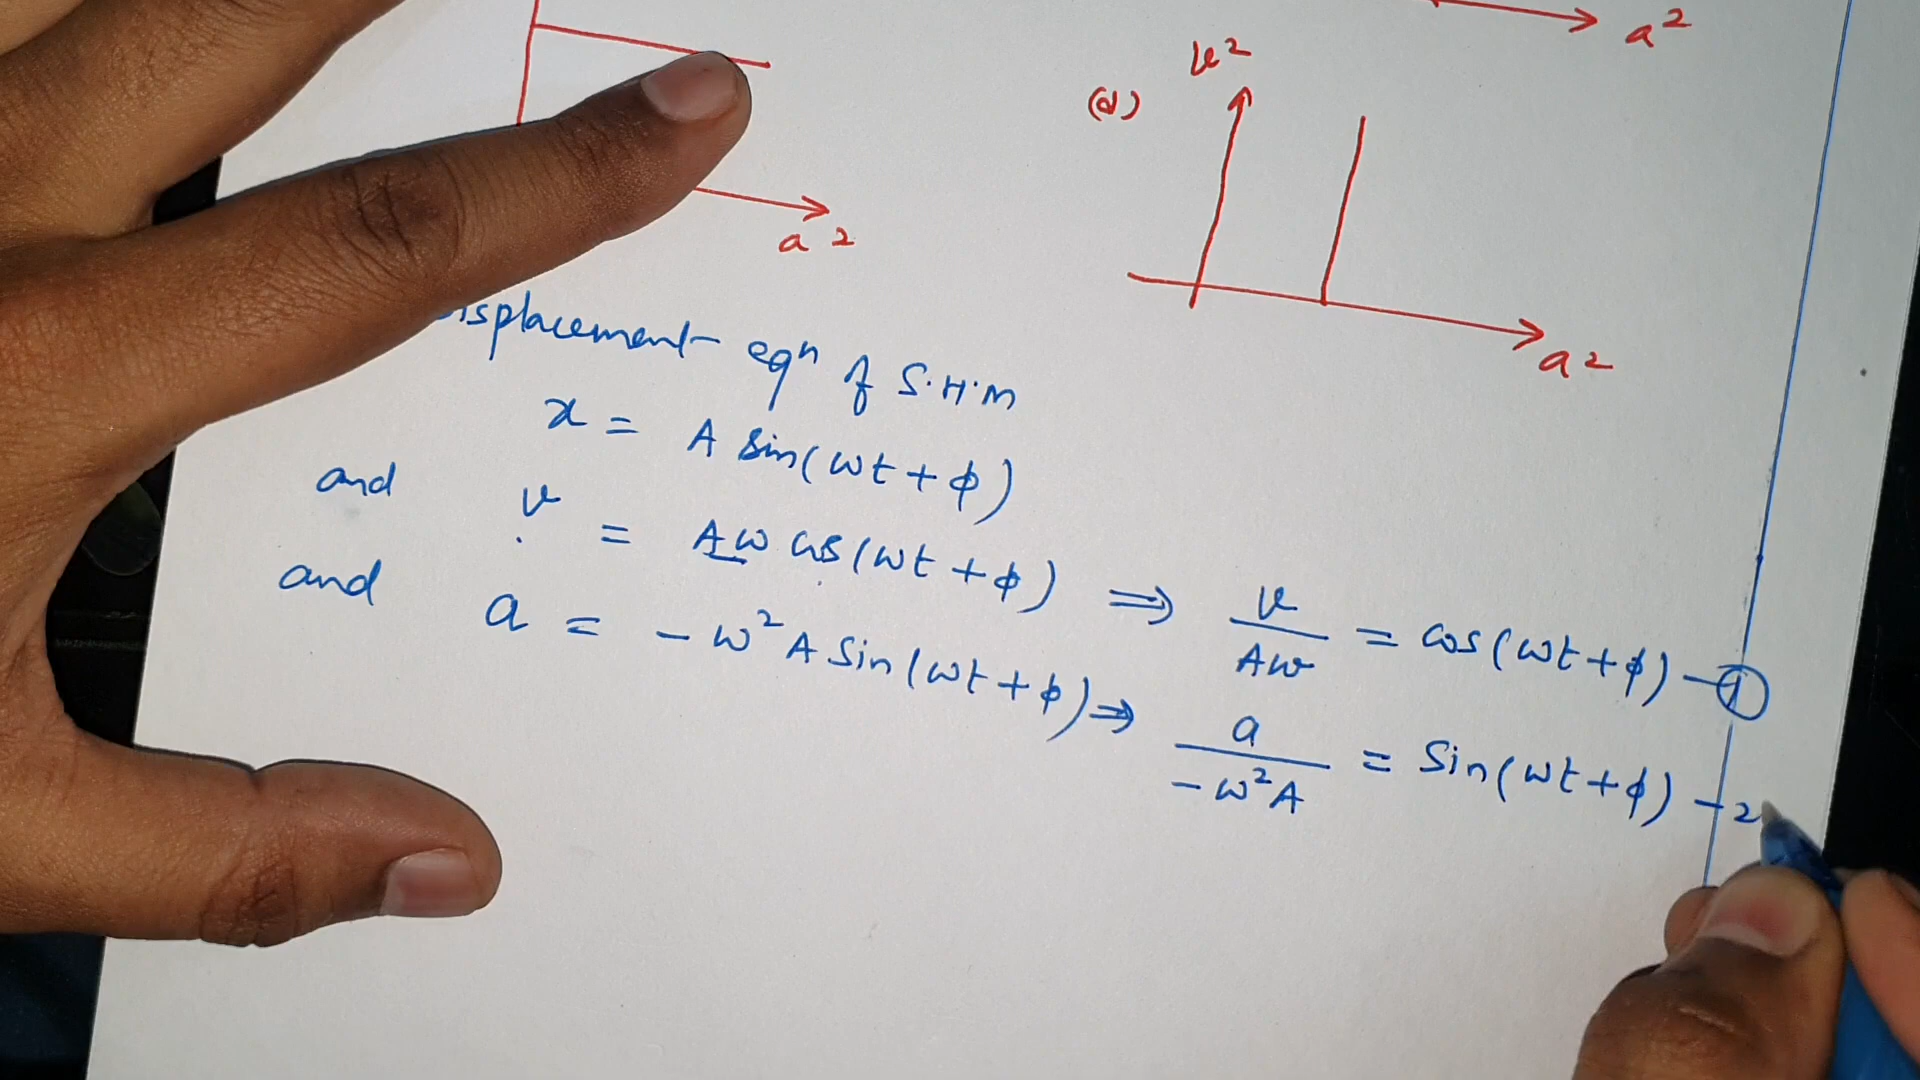 a²
v²
(d)
a²
a²
isplacement eqⁿ of S.H.M
x = A Sin(ωt + ϕ)
and v = Aω cos(ωt + ϕ) ⇒ v/Aω = cos(ωt + ϕ) — ①
and a = - ω² A Sin(ωt + ϕ) ⇒ a/-ω²A = Sin(ωt + ϕ) — 2